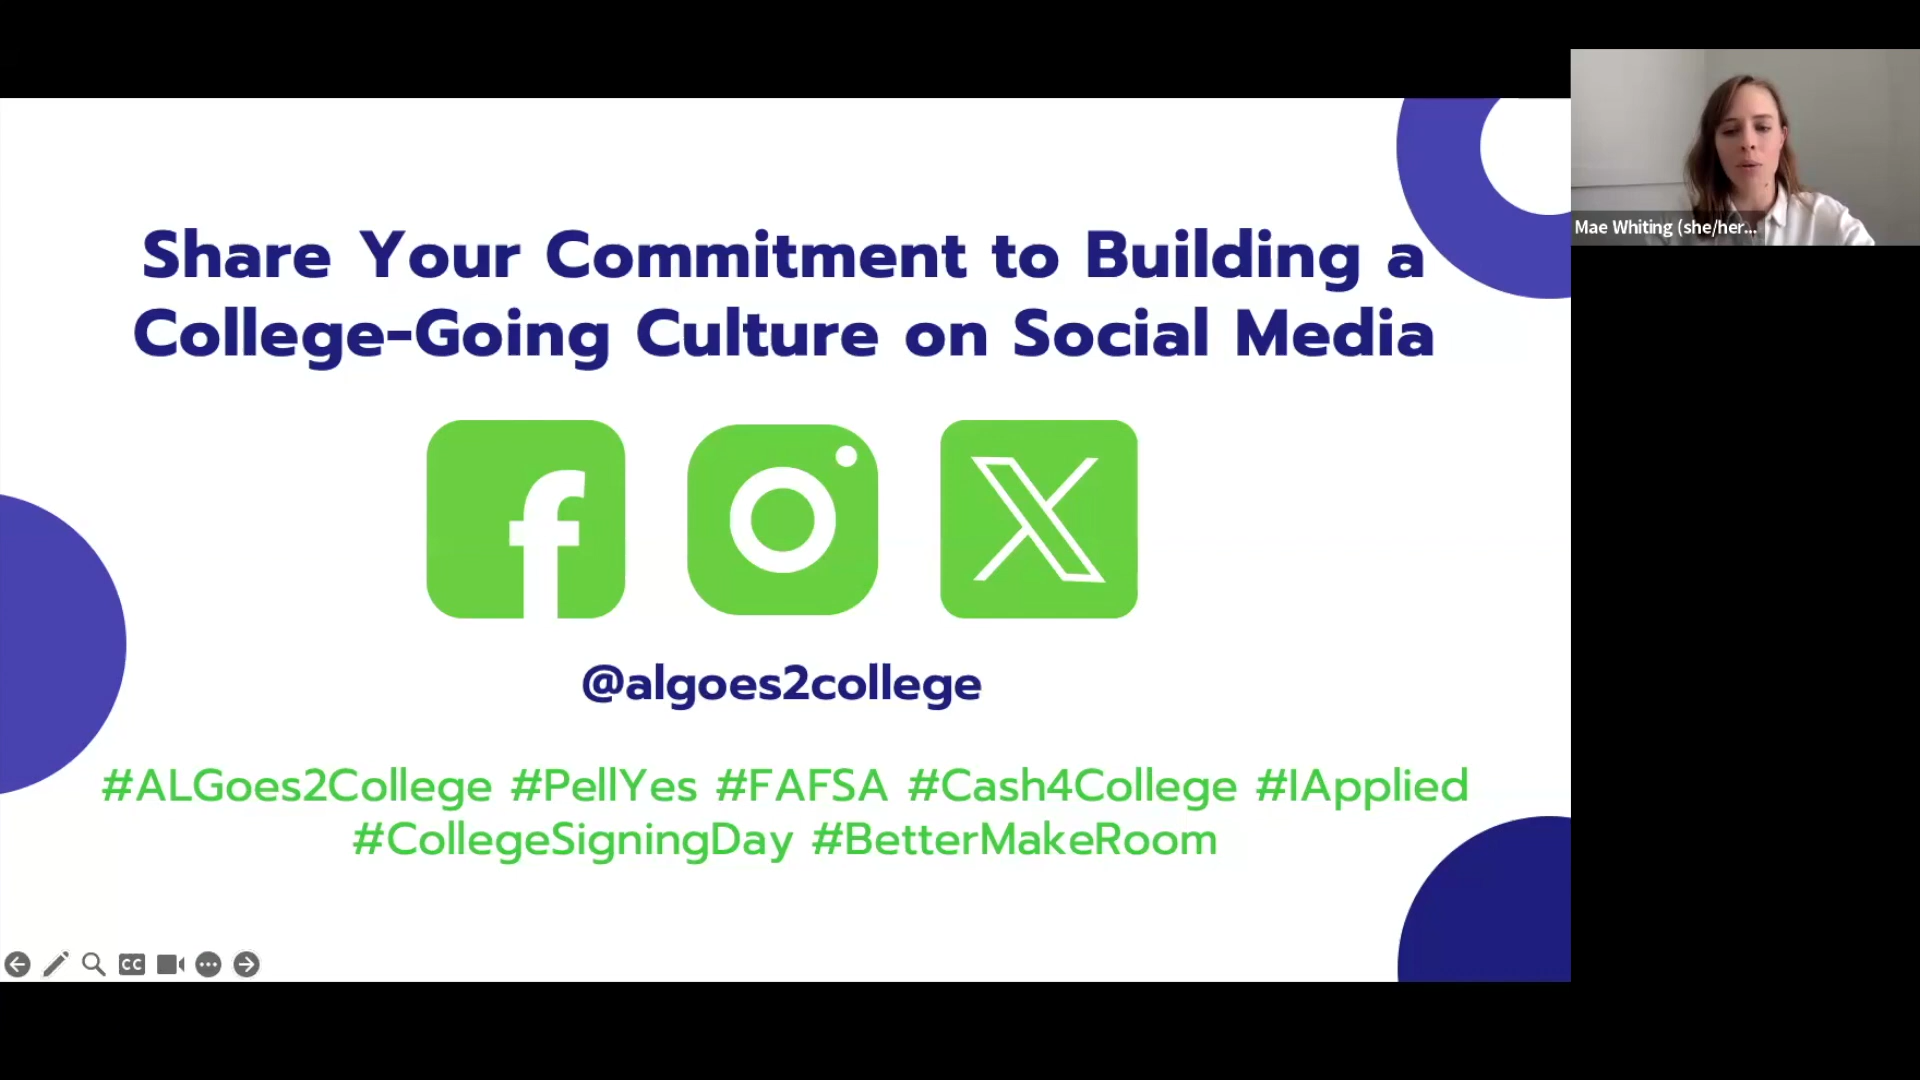 Share Your Commitment to Building a
College-Going Culture on Social Media
@algoes2college
#ALGoes2College #PellYes #FAFSA #Cash4College #IApplied
#CollegeSigningDay #BetterMakeRoom
CC
Mae Whiting (she/her...